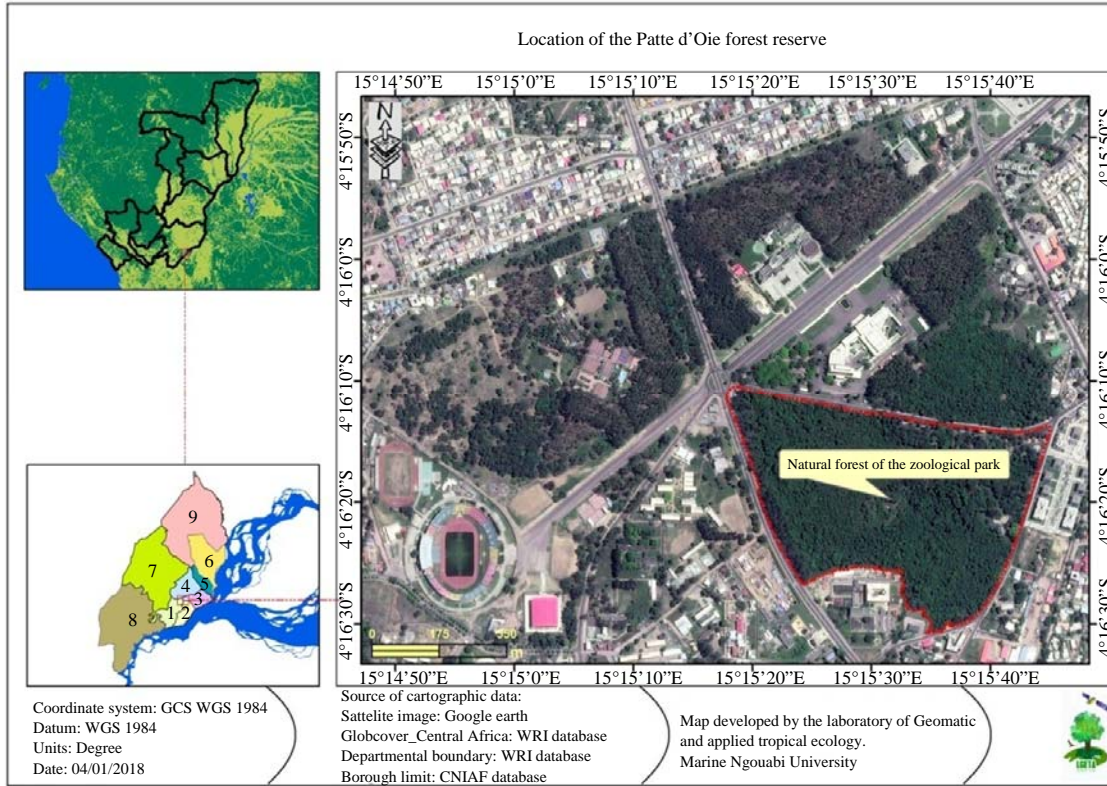 Location of the Patte d’Oie forest reserve
15°14’50”E 15°15’0”E 15°15’10”E 15°15’20”E 15°15’30”E 15°15’40”E
N
4°15’50”S 4°15’50”S
4°16’0”S 4°16’0”S
4°16’10”S 4°16’10”S
Natural forest of the zoological park
4°16’20”S 4°16’20”S
4°16’30”S 4°16’30”S
0 175 350
m
15°14’50”E 15°15’0”E 15°15’10”E 15°15’20”E 15°15’30”E 15°15’40”E
9
6
7
5
4
3
2
1
8
Coordinate system: GCS WGS 1984
Datum: WGS 1984
Units: Degree
Date: 04/01/2018
Source of cartographic data:
Sattelite image: Google earth
Globcover_Central Africa: WRI database
Departmental boundary: WRI database
Borough limit: CNIAF database
Map developed by the laboratory of Geomatic
and applied tropical ecology.
Marine Ngouabi University